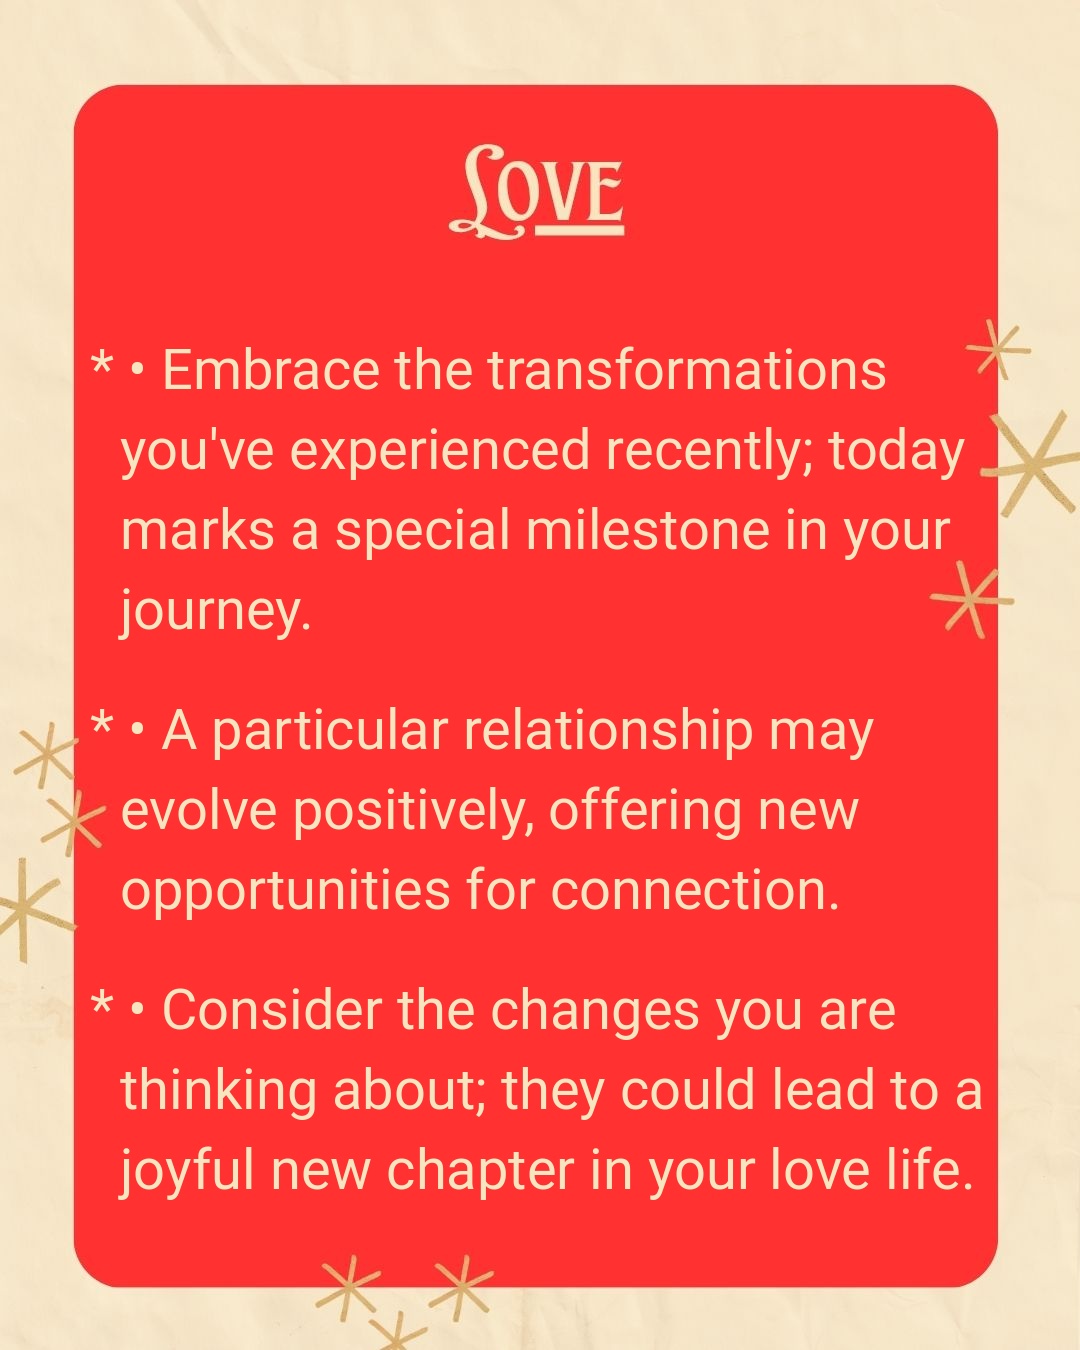 Love
* • Embrace the transformations
you've experienced recently; today
marks a special milestone in your
journey.
* • A particular relationship may
evolve positively, offering new
opportunities for connection.
* • Consider the changes you are
thinking about; they could lead to a
joyful new chapter in your love life.